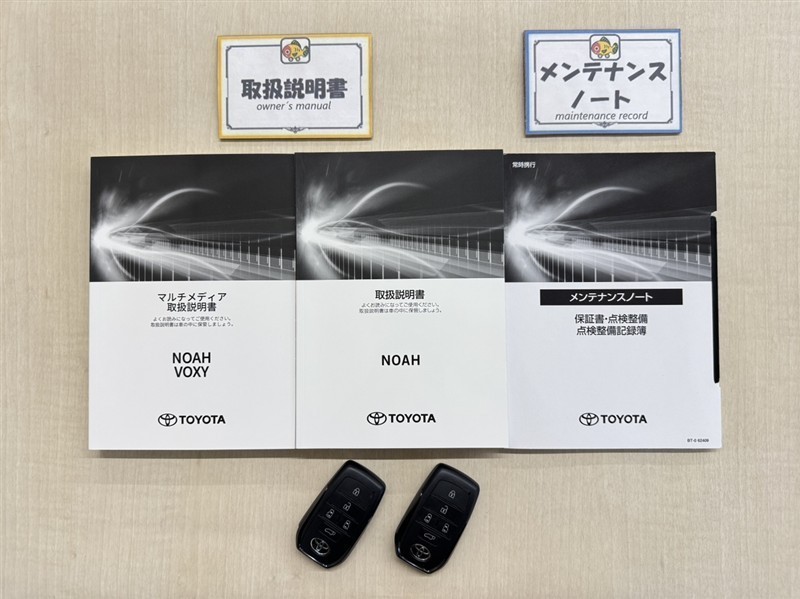 取扱説明書
owner's manual
メンテナンス
ノート
maintenance record
マルチメディア
取扱説明書
よくお読みになってご使用ください。
取扱説明書は車の中に保管しましょう。
NOAH
VOXY
TOYOTA
取扱説明書
よくお読みになってご使用ください。
取扱説明書は車の中に保管しましょう。
NOAH
TOYOTA
常時携行
メンテナンスノート
保証書・点検整備
点検整備記録簿
TOYOTA